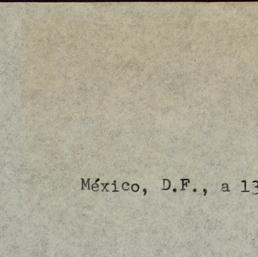 México, D.F., a 13